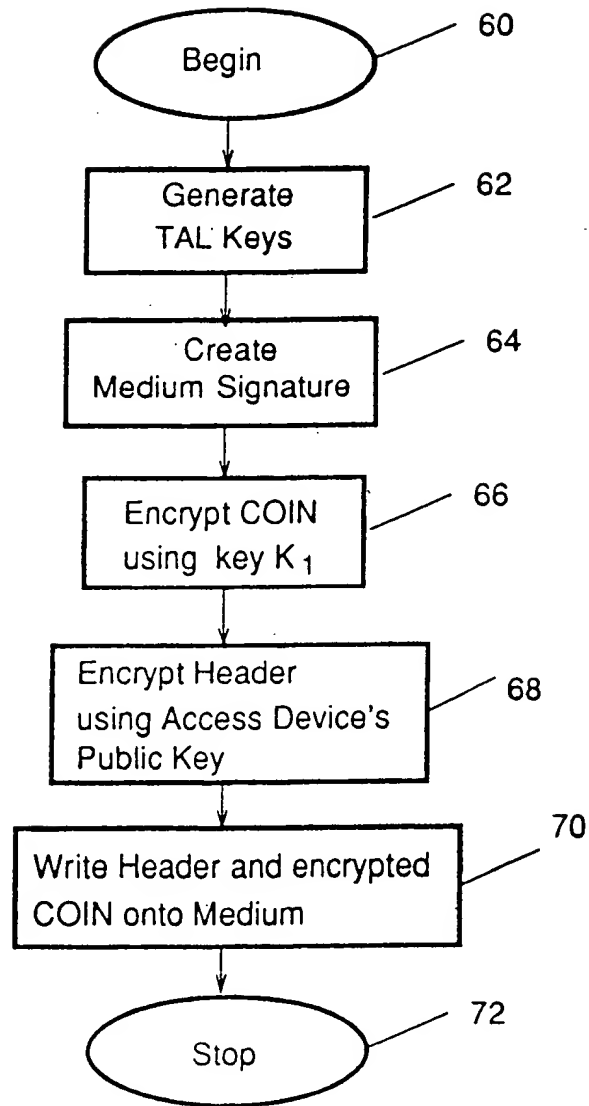 Begin
60
Generate
TAL Keys
62
Create
Medium Signature
64
Encrypt COIN
using key K1
66
Encrypt Header
using Access Device's
Public Key
68
Write Header and encrypted
COIN onto Medium
70
Stop
72